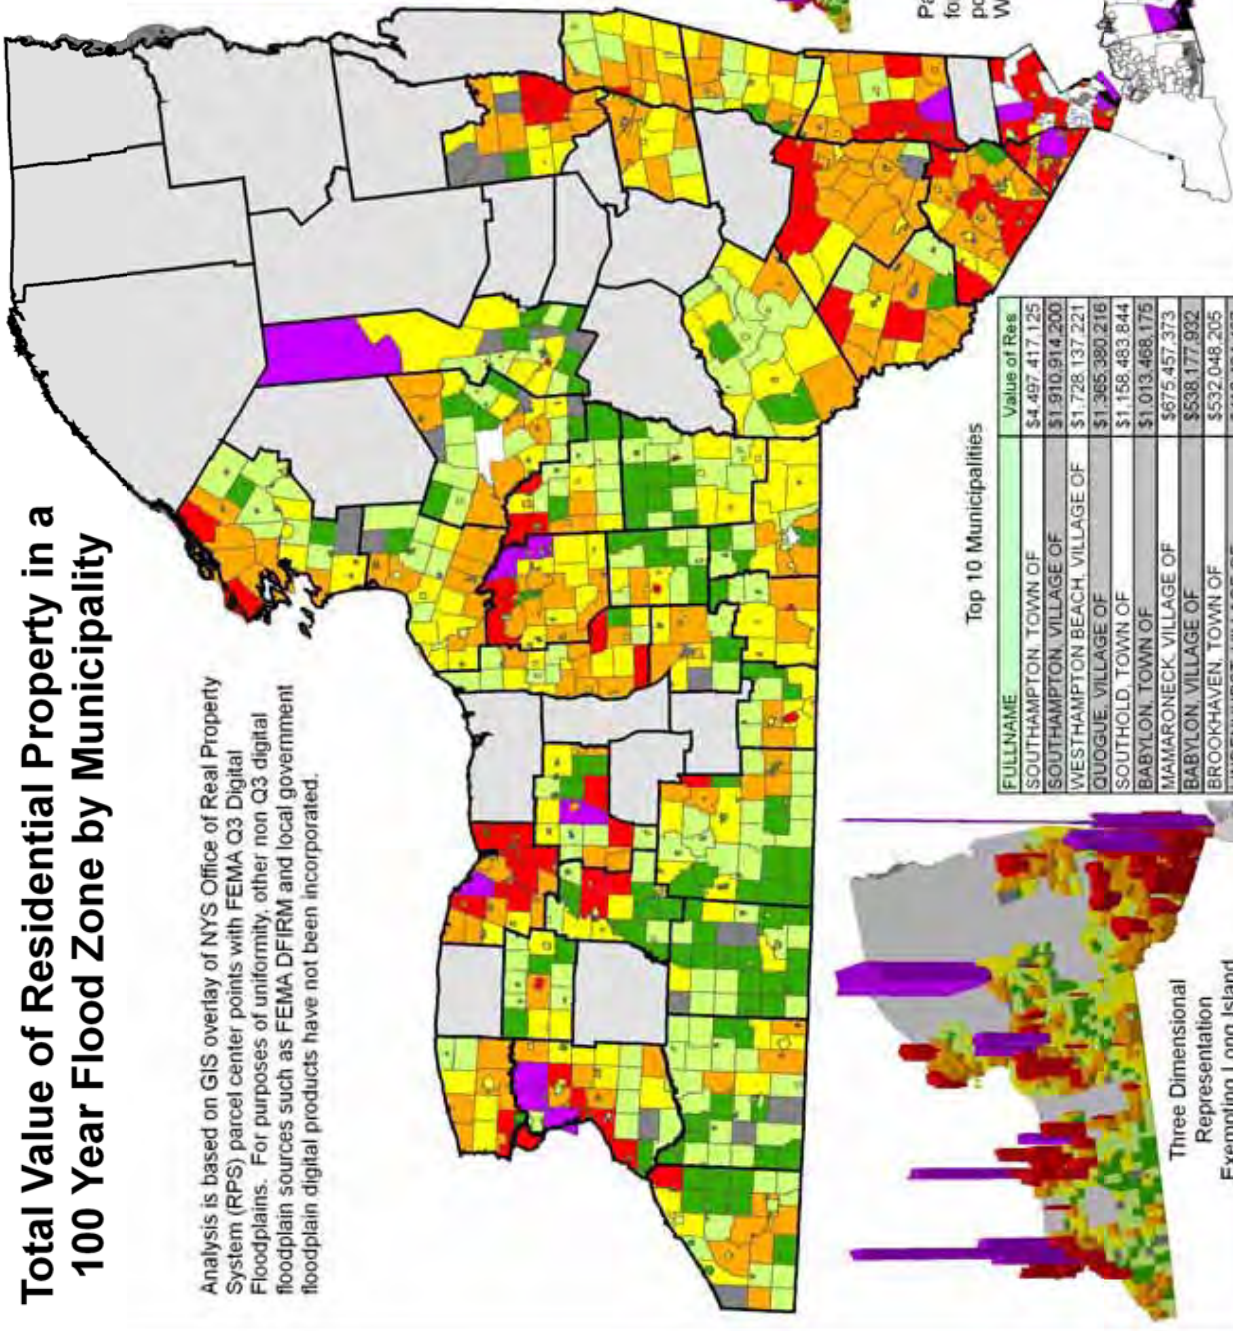 Total Value of Residential Property in a
100 Year Flood Zone by Municipality
Analysis is based on GIS overlay of NYS Office of Real Property
System (RPS) parcel center points with FEMA Q3 Digital
Floodplains. For purposes of uniformity, other non Q3 digital
floodplain sources such as FEMA DFIRM and local government
floodplain digital products have not been incorporated.
Three Dimensional
Representation
Exempting Long Island
Top 10 Municipalities
FULLNAME Value of Res
SOUTHAMPTON, TOWN OF $4,497,417,125
SOUTHAMPTON, VILLAGE OF $1,910,914,200
WESTHAMPTON BEACH, VILLAGE OF $1,728,137,221
QUOGUE, VILLAGE OF $1,385,380,216
SOUTHOLD, TOWN OF $1,158,483,844
BABYLON, TOWN OF $1,013,468,175
MAMARONECK, VILLAGE OF $675,457,373
BABYLON, VILLAGE OF $538,177,932
BROOKHAVEN, TOWN OF $532,048,205